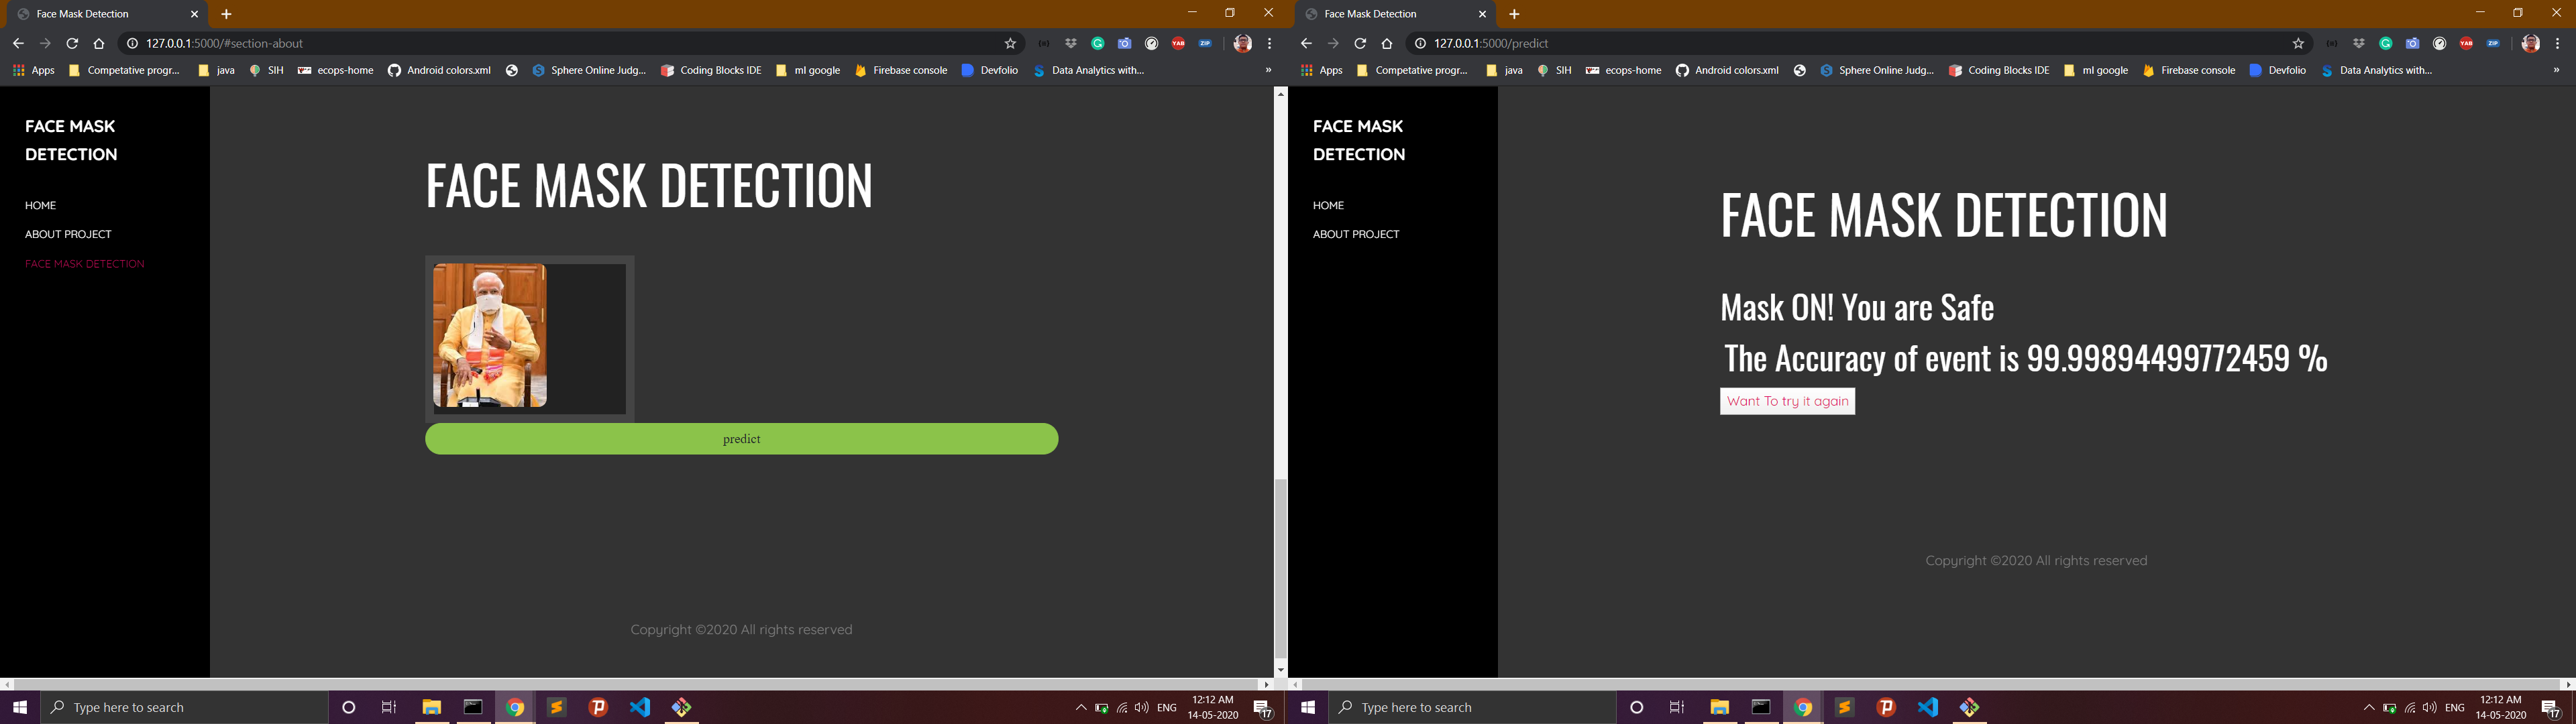 Face Mask Detection
127.0.0.1:5000/#section-about
YAB
ZIP
Apps
Competative progr...
java
SIH
ecops-home
Android colors.xml
Sphere Online Judg...
Coding Blocks IDE
ml google
Firebase console
Devfolio
Data Analytics with...
»
FACE MASK
DETECTION
HOME
ABOUT PROJECT
FACE MASK DETECTION
FACE MASK DETECTION
predict
Copyright ©2020 All rights reserved
Type here to search
ENG
12:12 AM
14-05-2020
17
Face Mask Detection
127.0.0.1:5000/predict
YAB
ZIP
Apps
Competative progr...
java
SIH
ecops-home
Android colors.xml
Sphere Online Judg...
Coding Blocks IDE
ml google
Firebase console
Devfolio
Data Analytics with...
»
FACE MASK
DETECTION
HOME
ABOUT PROJECT
FACE MASK DETECTION
Mask ON! You are Safe
The Accuracy of event is 99.99894499772459 %
Want To try it again
Copyright ©2020 All rights reserved
Type here to search
ENG
12:12 AM
14-05-2020
17